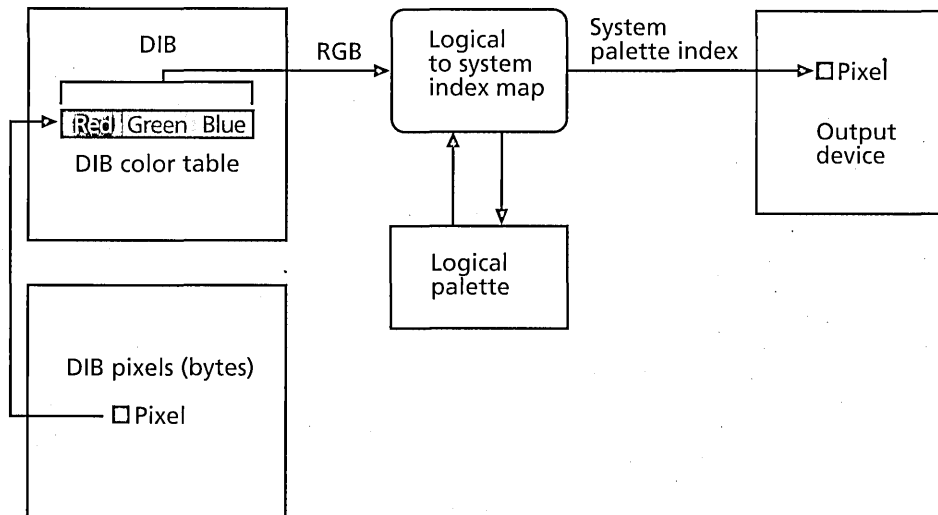 DIB
Red Green Blue
DIB color table
RGB
Logical
to system
index map
System
palette index
Pixel
Output
device
Logical
palette
DIB pixels (bytes)
Pixel